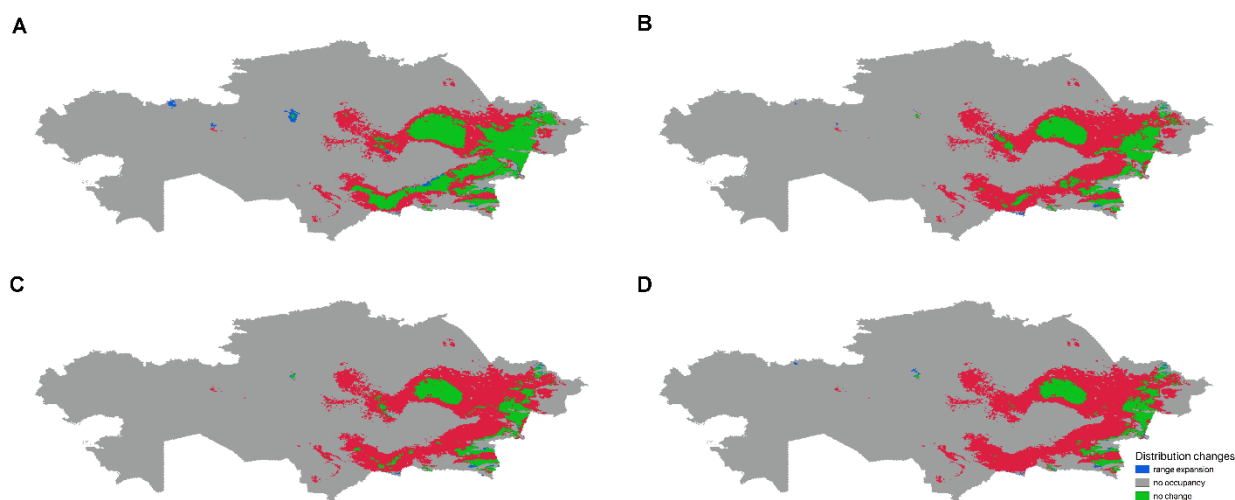 A
B
C
D
Distribution changes
range expansion
no occupancy
no change